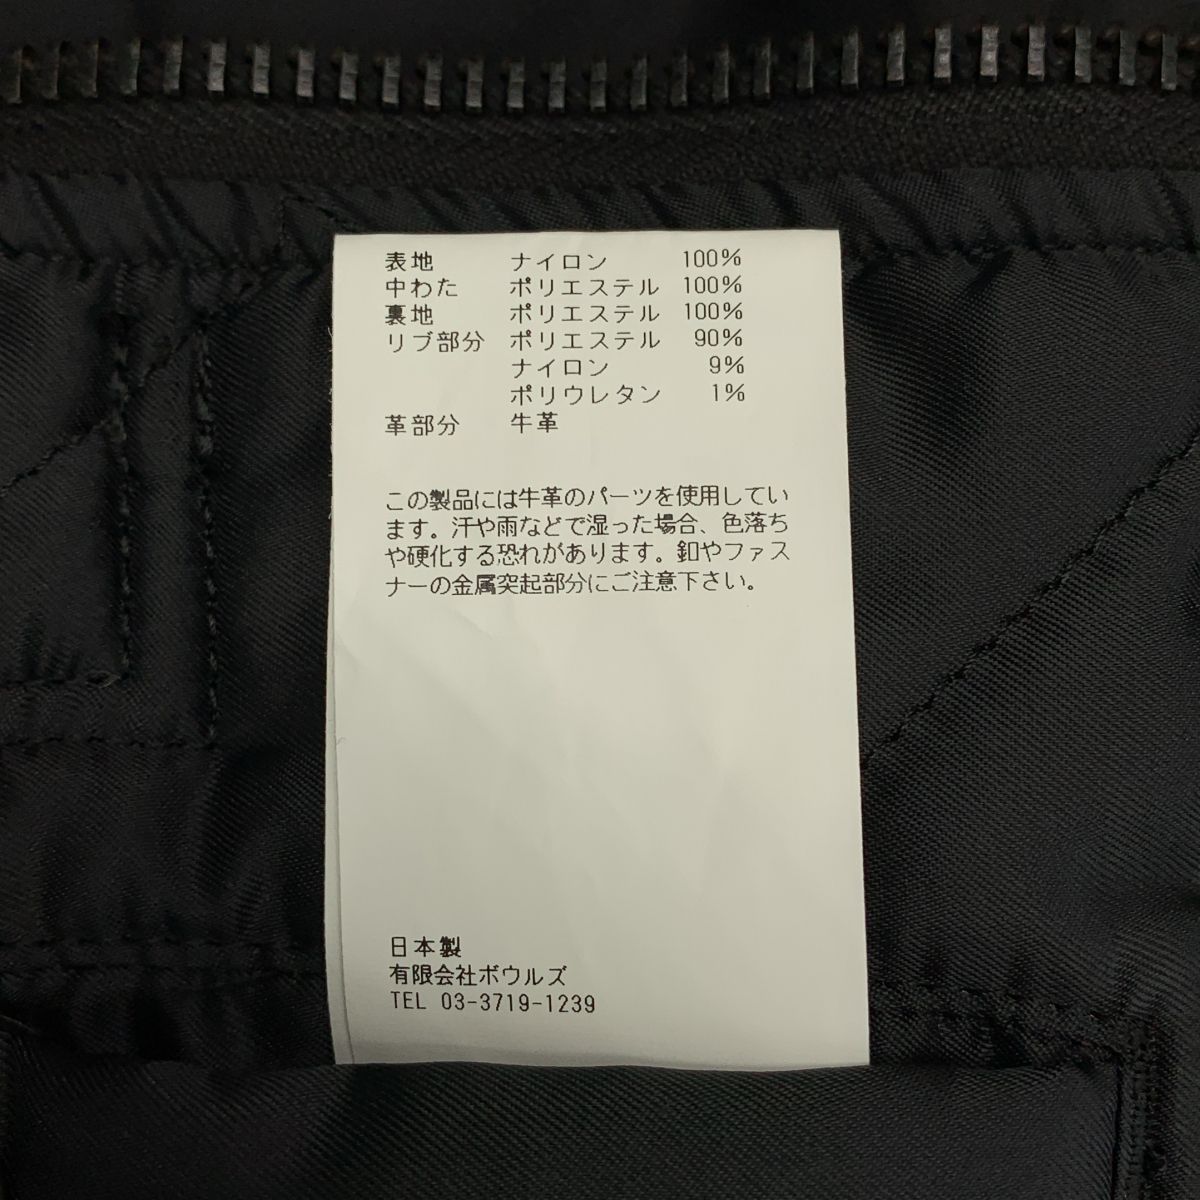 表地 ナイロン 100%
中わた ポリエステル 100%
裏地 ポリエステル 100%
リブ部分 ポリエステル 90%
ナイロン 9%
ポリウレタン 1%
革部分 牛革
この製品には牛革のパーツを使用してい
ます。汗や雨などで湿った場合、色落ち
や硬化する恐れがあります。釦やファス
ナーの金属突起部分にご注意下さい。
日本製
有限会社ボウルズ
TEL 03-3719-1239